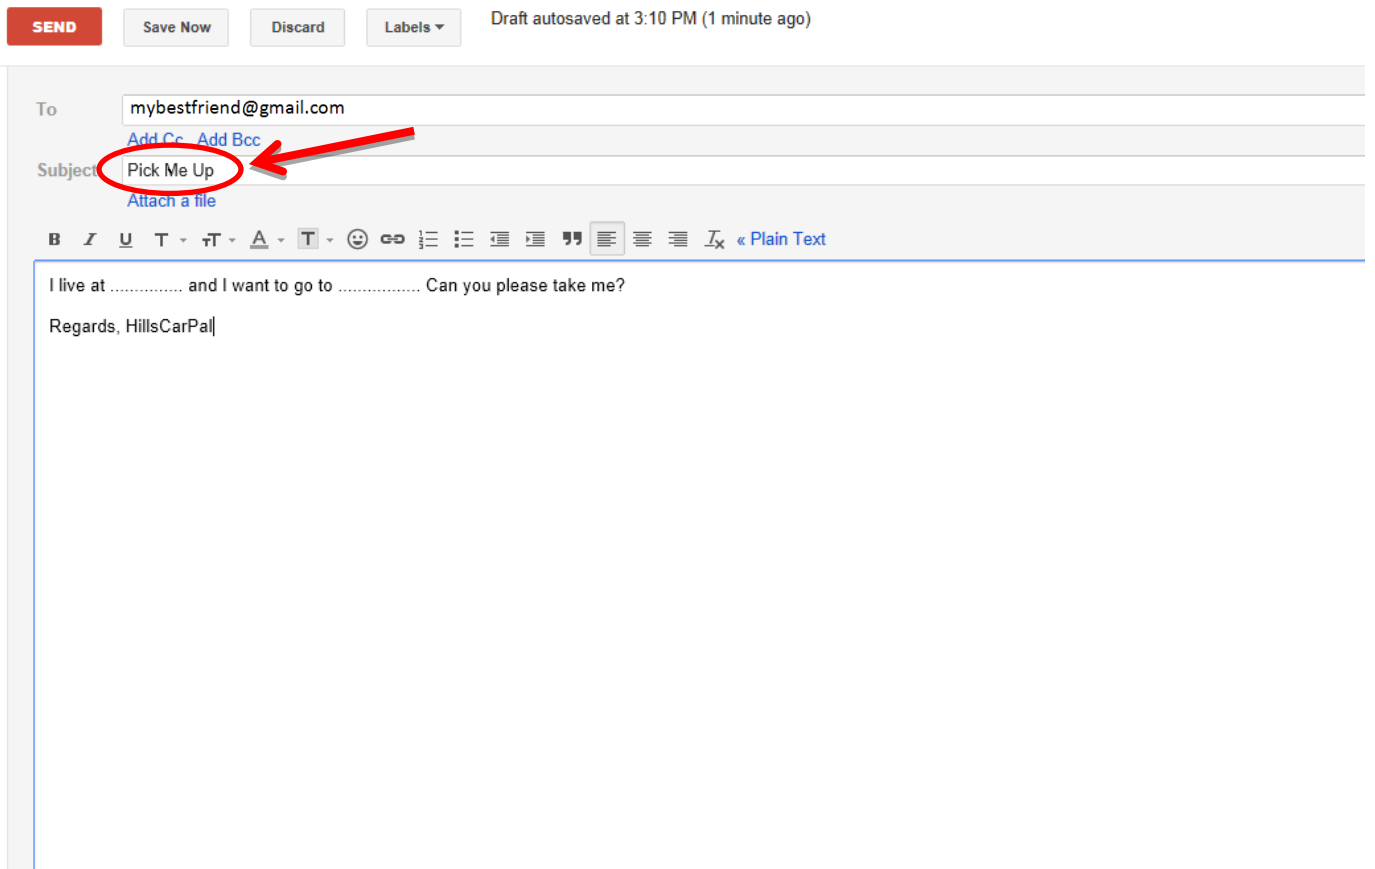 SEND Save Now Discard Labels Draft autosaved at 3:10 PM (1 minute ago)
To mybestfriend@gmail.com
Add Cc Add Bcc
Subject Pick Me Up
Attach a file
B I U T T A T « Plain Text
I live at ............... and I want to go to ................. Can you please take me?
Regards, HillsCarPal